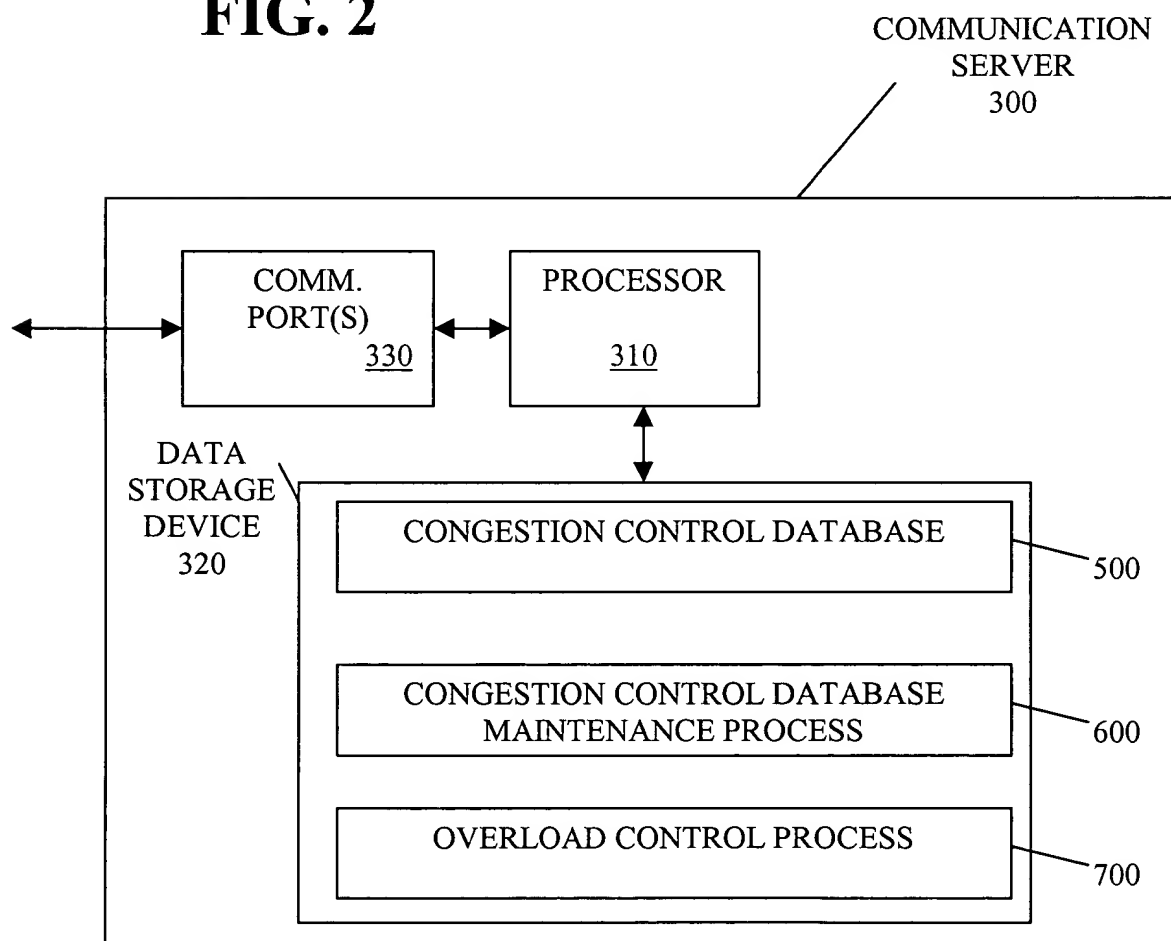 FIG. 2
COMMUNICATION
SERVER
300
COMM.
PORT(S)
330
PROCESSOR
310
DATA
STORAGE
DEVICE
320
CONGESTION CONTROL DATABASE
500
CONGESTION CONTROL DATABASE
MAINTENANCE PROCESS
600
OVERLOAD CONTROL PROCESS
700